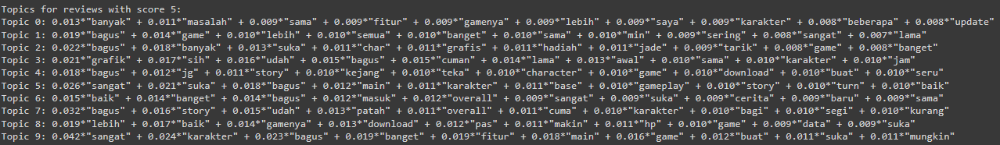 Topics for reviews with score 5:
Topic 0: 0.013*"banyak" + 0.011*"masalah" + 0.009*"sama" + 0.009*"fitur" + 0.009*"gamenya" + 0.009*"lebih" + 0.009*"saya" + 0.009*"karakter" + 0.008*"beberapa" + 0.008*"update"
Topic 1: 0.019*"bagus" + 0.014*"game" + 0.010*"lebih" + 0.010*"semua" + 0.010*"banget" + 0.010*"sama" + 0.010*"min" + 0.009*"sering" + 0.008*"sangat" + 0.007*"lama"
Topic 2: 0.022*"bagus" + 0.018*"banyak" + 0.013*"suka" + 0.011*"char" + 0.011*"grafis" + 0.011*"hadiah" + 0.011*"jade" + 0.009*"tarik" + 0.008*"game" + 0.008*"banget"
Topic 3: 0.021*"grafik" + 0.017*"sih" + 0.016*"udah" + 0.015*"bagus" + 0.015*"cuman" + 0.014*"lama" + 0.013*"awal" + 0.010*"sama" + 0.010*"karakter" + 0.010*"jam"
Topic 4: 0.018*"bagus" + 0.012*"jg" + 0.011*"story" + 0.010*"kejang" + 0.010*"teka" + 0.010*"character" + 0.010*"game" + 0.010*"download" + 0.010*"buat" + 0.010*"seru"
Topic 5: 0.026*"sangat" + 0.021*"suka" + 0.018*"bagus" + 0.012*"main" + 0.011*"karakter" + 0.011*"base" + 0.010*"gameplay" + 0.010*"story" + 0.010*"turn" + 0.010*"baik"
Topic 6: 0.015*"baik" + 0.014*"banget" + 0.014*"bagus" + 0.012*"masuk" + 0.012*"overall" + 0.009*"sangat" + 0.009*"suka" + 0.009*"cerita" + 0.009*"baru" + 0.009*"sama"
Topic 7: 0.032*"bagus" + 0.016*"story" + 0.015*"udah" + 0.013*"patah" + 0.011*"overall" + 0.011*"cuma" + 0.010*"karakter" + 0.010*"bagi" + 0.010*"segi" + 0.010*"kurang"
Topic 8: 0.019*"lebih" + 0.017*"baik" + 0.014*"gamenya" + 0.013*"download" + 0.012*"pas" + 0.011*"makin" + 0.011*"hp" + 0.010*"game" + 0.009*"data" + 0.009*"suka"
Topic 9: 0.042*"sangat" + 0.024*"karakter" + 0.023*"bagus" + 0.019*"banget" + 0.019*"fitur" + 0.018*"main" + 0.016*"game" + 0.012*"buat" + 0.011*"suka" + 0.011*"mungkin"